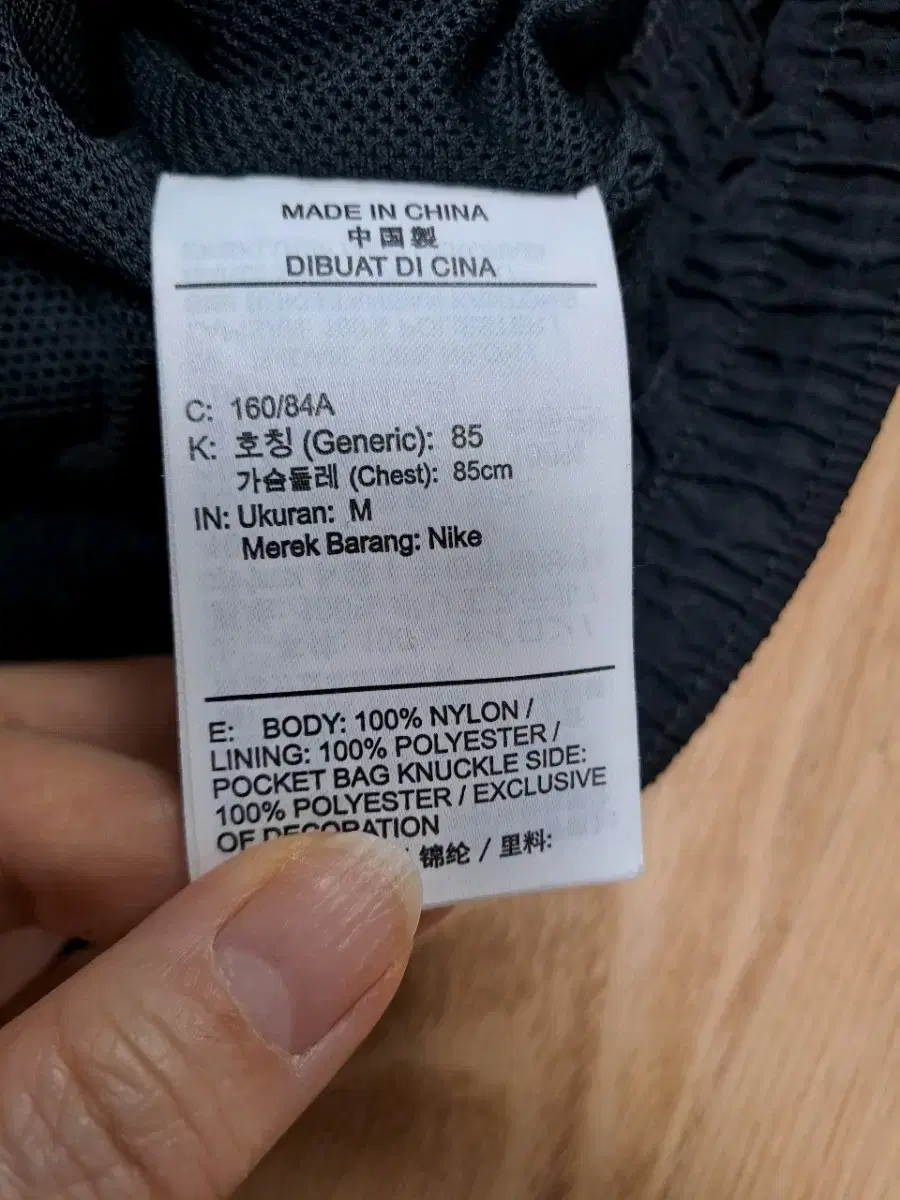 MADE IN CHINA
中国製
DIBUAT DI CINA
C: 160/84A
K: 호칭 (Generic): 85
가슴둘레 (Chest): 85cm
IN: Ukuran: M
Merek Barang: Nike
E: BODY: 100% NYLON /
LINING: 100% POLYESTER /
POCKET BAG KNUCKLE SIDE:
100% POLYESTER / EXCLUSIVE
OF DECORATION
锦纶 / 里料: